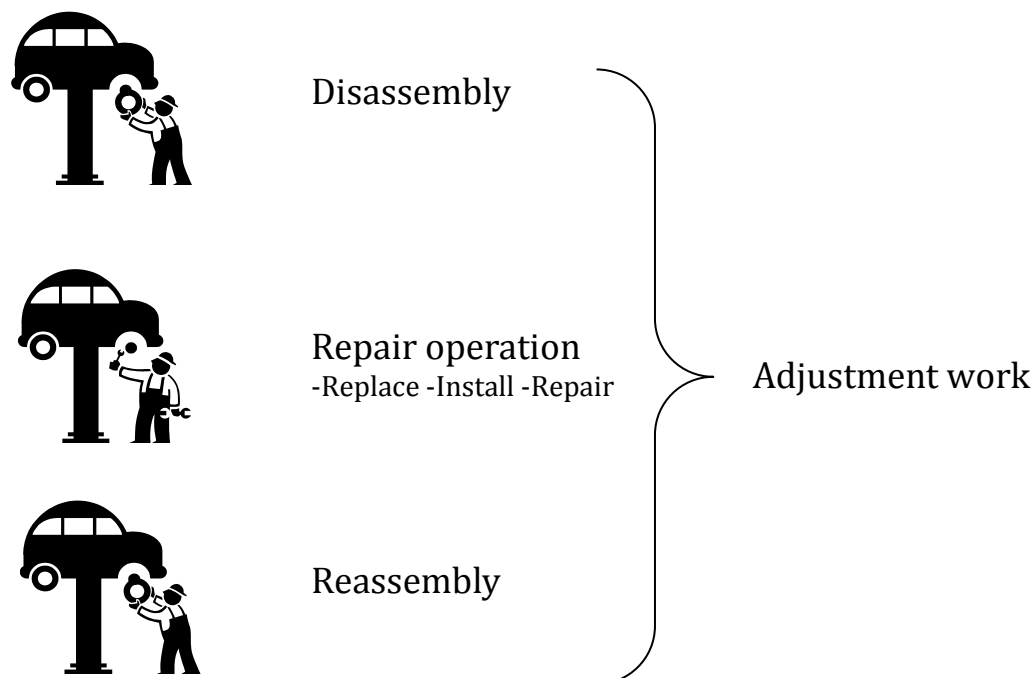 Disassembly
Repair operation
-Replace -Install -Repair
Adjustment work
Reassembly